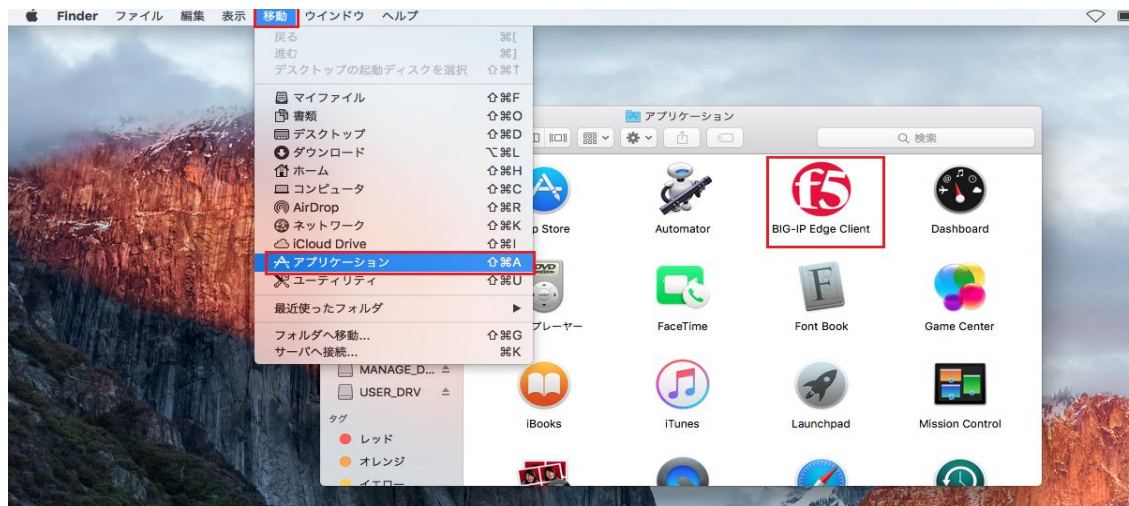 Finder ファイル 編集 表示 移動 ウインドウ ヘルプ
戻る ⌘[
進む ⌘]
デスクトップの起動ディスクを選択 ⇧⌘↑
マイファイル ⇧⌘F
書類 ⇧⌘O
デスクトップ ⇧⌘D
ダウンロード ⌥⌘L
ホーム ⇧⌘H
コンピュータ ⇧⌘C
AirDrop ⇧⌘R
ネットワーク ⇧⌘K
iCloud Drive ⇧⌘I
アプリケーション ⇧⌘A
ユーティリティ ⇧⌘U
最近使ったフォルダ ▶
フォルダへ移動... ⇧⌘G
サーバへ接続... ⌘K
アプリケーション
検索
p Store Automator f5 BIG-IP Edge Client Dashboard
DVD
プレーヤー FaceTime F Font Book Game Center
iBooks iTunes Launchpad Mission Control
MANAGE_D...
USER_DRV
タグ
レッド
オレンジ
イエロー